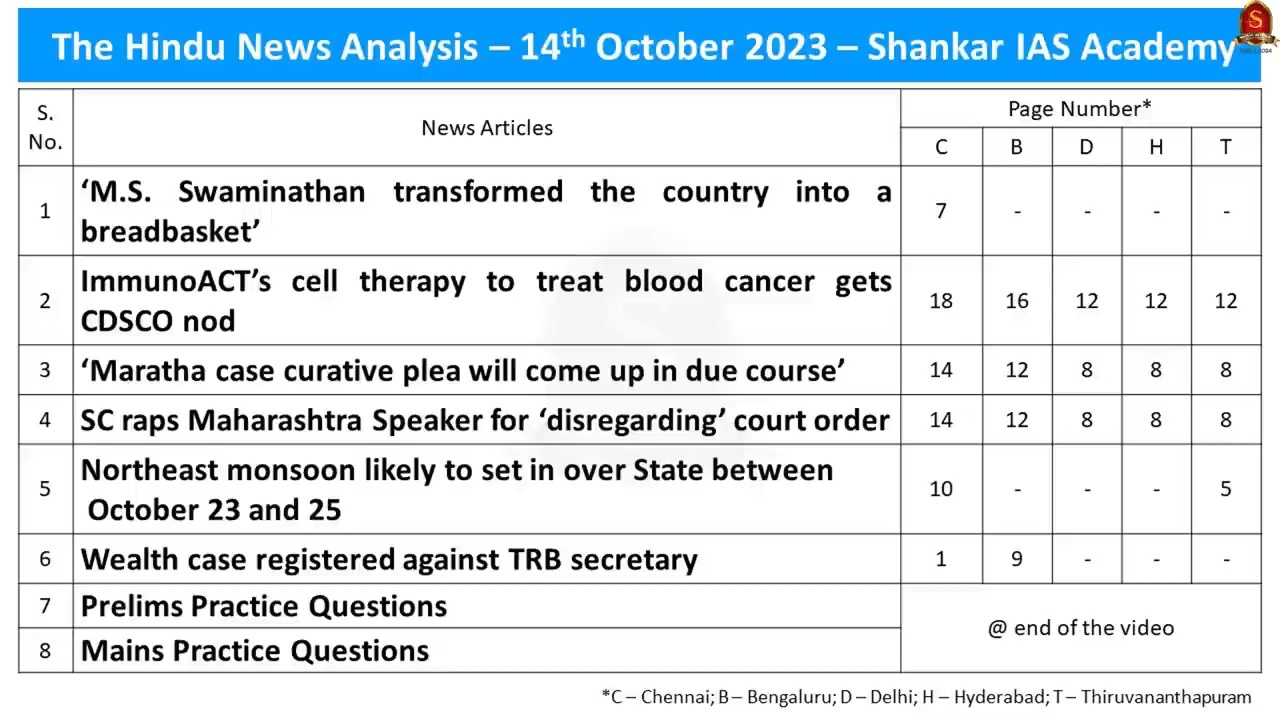 The Hindu News Analysis – 14th October 2023 – Shankar IAS Academy
S. No. News Articles Page Number*
C B D H T
1 ‘M.S. Swaminathan transformed the country into a
breadbasket’ 7 - - - -
2 ImmunoACT’s cell therapy to treat blood cancer gets
CDSCO nod 18 16 12 12 12
3 ‘Maratha case curative plea will come up in due course’ 14 12 8 8 8
4 SC raps Maharashtra Speaker for ‘disregarding’ court order 14 12 8 8 8
5 Northeast monsoon likely to set in over State between
October 23 and 25 10 - - - 5
6 Wealth case registered against TRB secretary 1 9 - - -
7 Prelims Practice Questions
8 Mains Practice Questions
@ end of the video
*C – Chennai; B – Bengaluru; D – Delhi; H – Hyderabad; T – Thiruvananthapuram